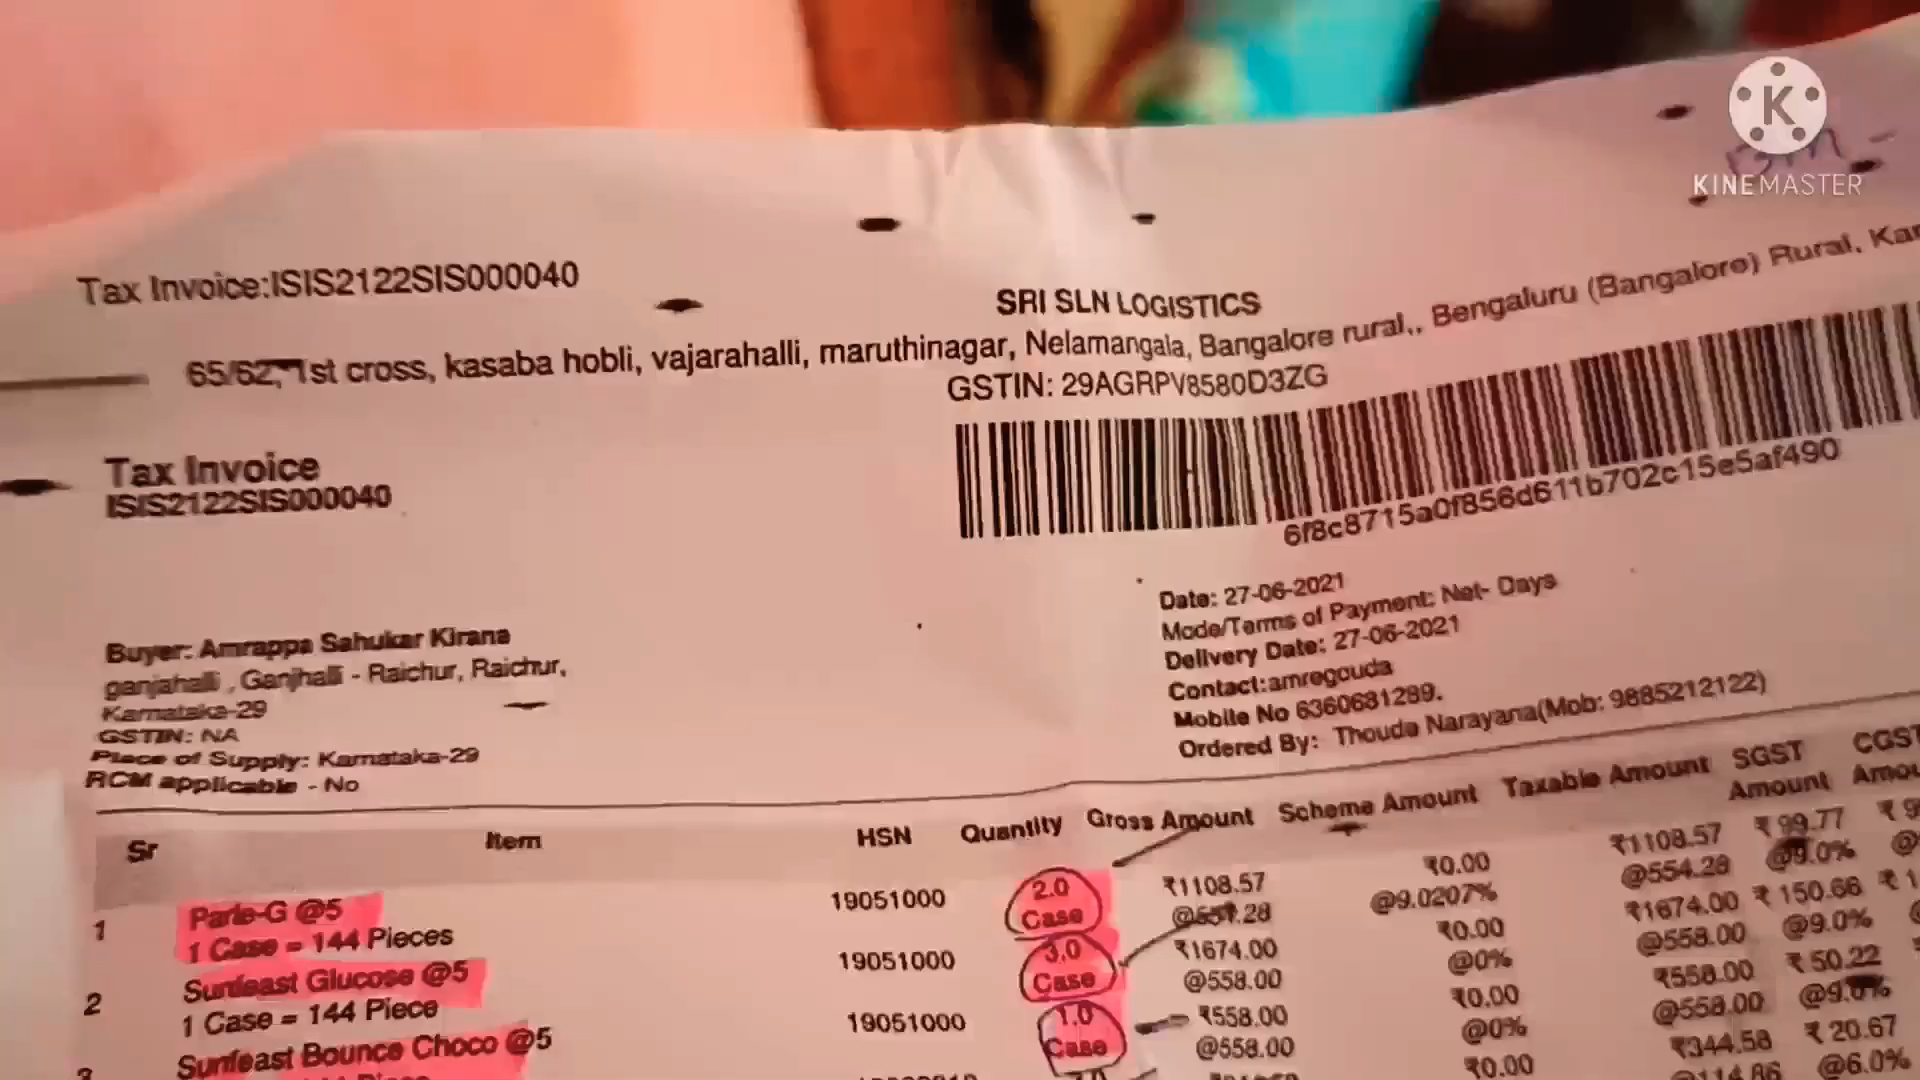 KINEMASTER
Tax Invoice:ISIS2122SIS000040
SRI SLN LOGISTICS
65/62, 1st cross, kasaba hobli, vajarahalli, maruthinagar, Nelamangala, Bangalore rural,, Bengaluru (Bangalore) Rural,
GSTIN: 29AGRPV8580D3ZG
Tax Invoice
ISIS2122SIS000040
6f8c8715a0f856d611b702c15e5af490
Date: 27-06-2021
Mode/Terms of Payment: Net- Days
Delivery Date: 27-06-2021
Contact:amregouda
Mobile No 6360681289.
Ordered By: Thouda Narayana(Mob: 9885212122)
Buyer: Amrappa Sahukar Kirana
ganjahalli , Ganjhalli - Raichur, Raichur,
Karnataka-29
GSTIN: NA
Place of Supply: Karnataka-29
RCM applicable - No
Sr Item HSN Quantity Gross Amount Scheme Amount Taxable Amount SGST Amount
1 Parle-G @5 19051000 2.0 ₹1108.57 ₹0.00 ₹1108.57 ₹ 99.77
1 Case = 144 Pieces Case @9.0207% @554.28 @9.0%
2 Sunfeast Glucose @5 19051000 3.0 ₹1674.00 ₹0.00 ₹1674.00 ₹ 150.66
1 Case = 144 Piece Case @558.00 @0% @558.00 @9.0%
3 Sunfeast Bounce Choco @5 19051000 1.0 ₹558.00 ₹0.00 ₹558.00 ₹ 50.22
Case @558.00 @0% @558.00 @9.0%
₹0.00 ₹344.58 ₹ 20.67
@114.86 @6.0%